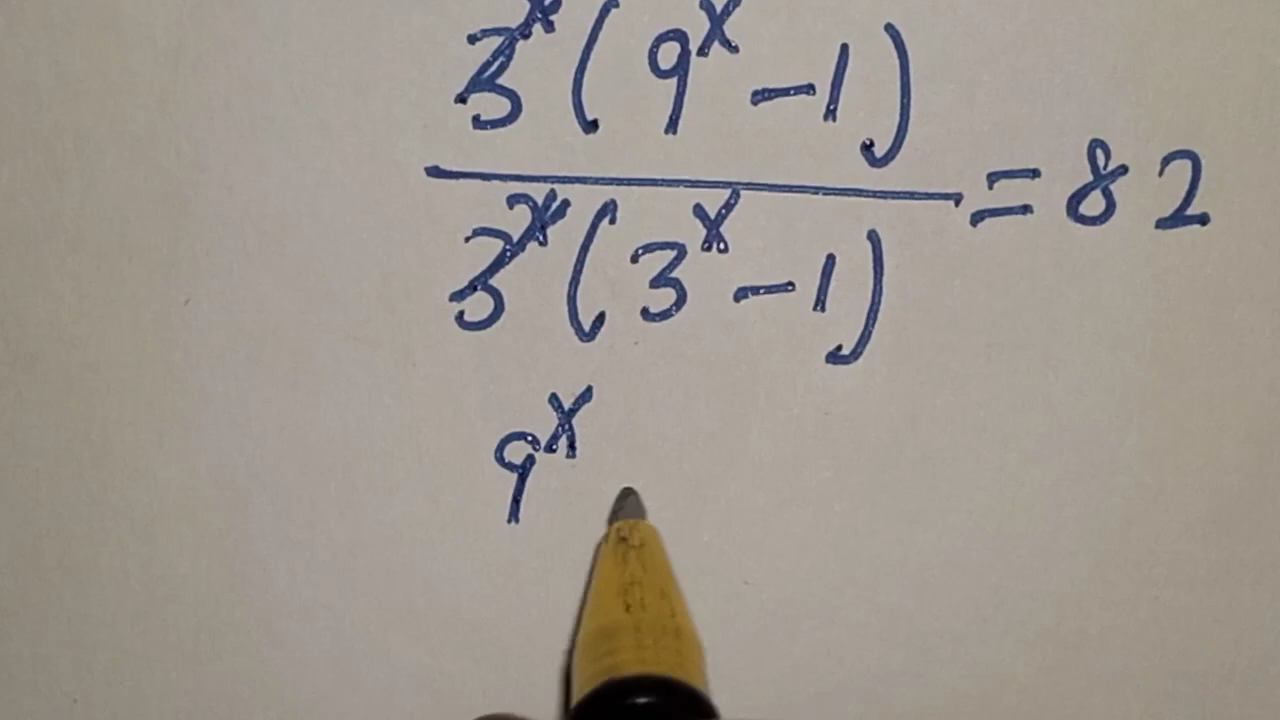 3^x ( 9^x - 1 )
= 82
3^x ( 3^x - 1 )
9^x